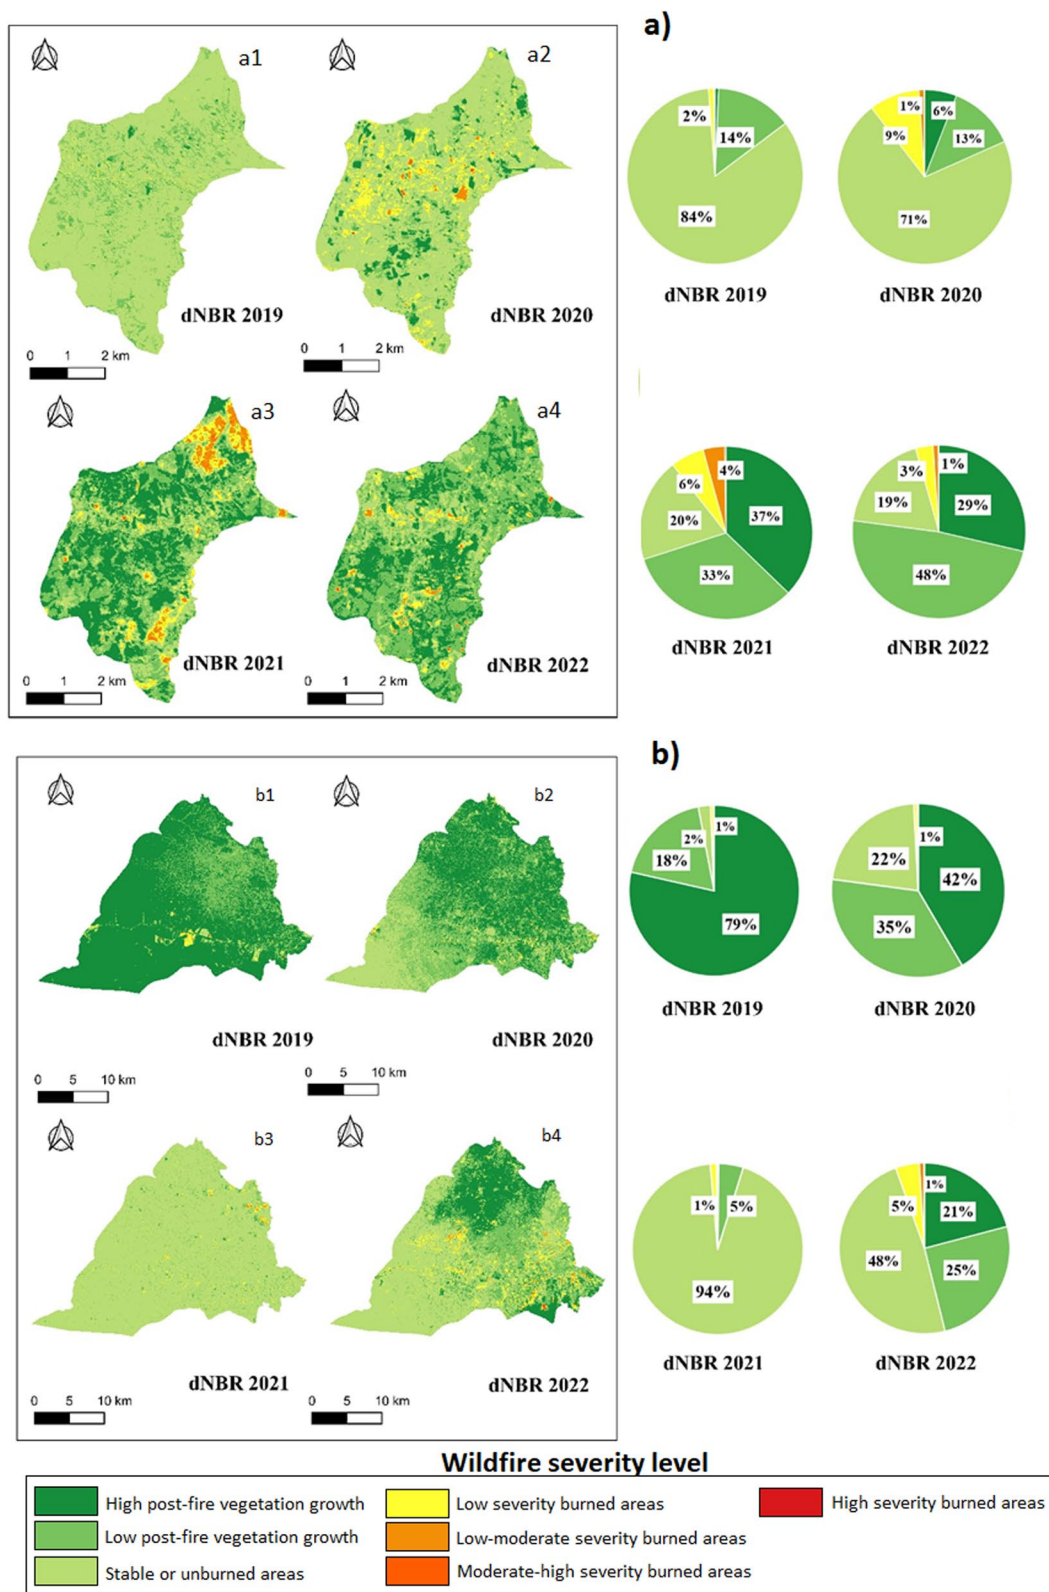 a)
a1
a2
2%
14%
84%
1%
6%
9%
13%
71%
dNBR 2019
dNBR 2020
dNBR 2019
dNBR 2020
0 1 2 km
0 1 2 km
a3
a4
4%
6%
37%
20%
33%
1%
3%
29%
19%
48%
dNBR 2021
dNBR 2022
dNBR 2021
dNBR 2022
0 1 2 km
0 1 2 km
b)
b1
b2
1%
2%
18%
79%
1%
22%
42%
35%
dNBR 2019
dNBR 2020
dNBR 2019
dNBR 2020
0 5 10 km
0 5 10 km
b3
b4
1%
5%
94%
1%
5%
21%
48%
25%
dNBR 2021
dNBR 2022
dNBR 2021
dNBR 2022
0 5 10 km
0 5 10 km
Wildfire severity level
High post-fire vegetation growth
Low post-fire vegetation growth
Stable or unburned areas
Low severity burned areas
Low-moderate severity burned areas
Moderate-high severity burned areas
High severity burned areas